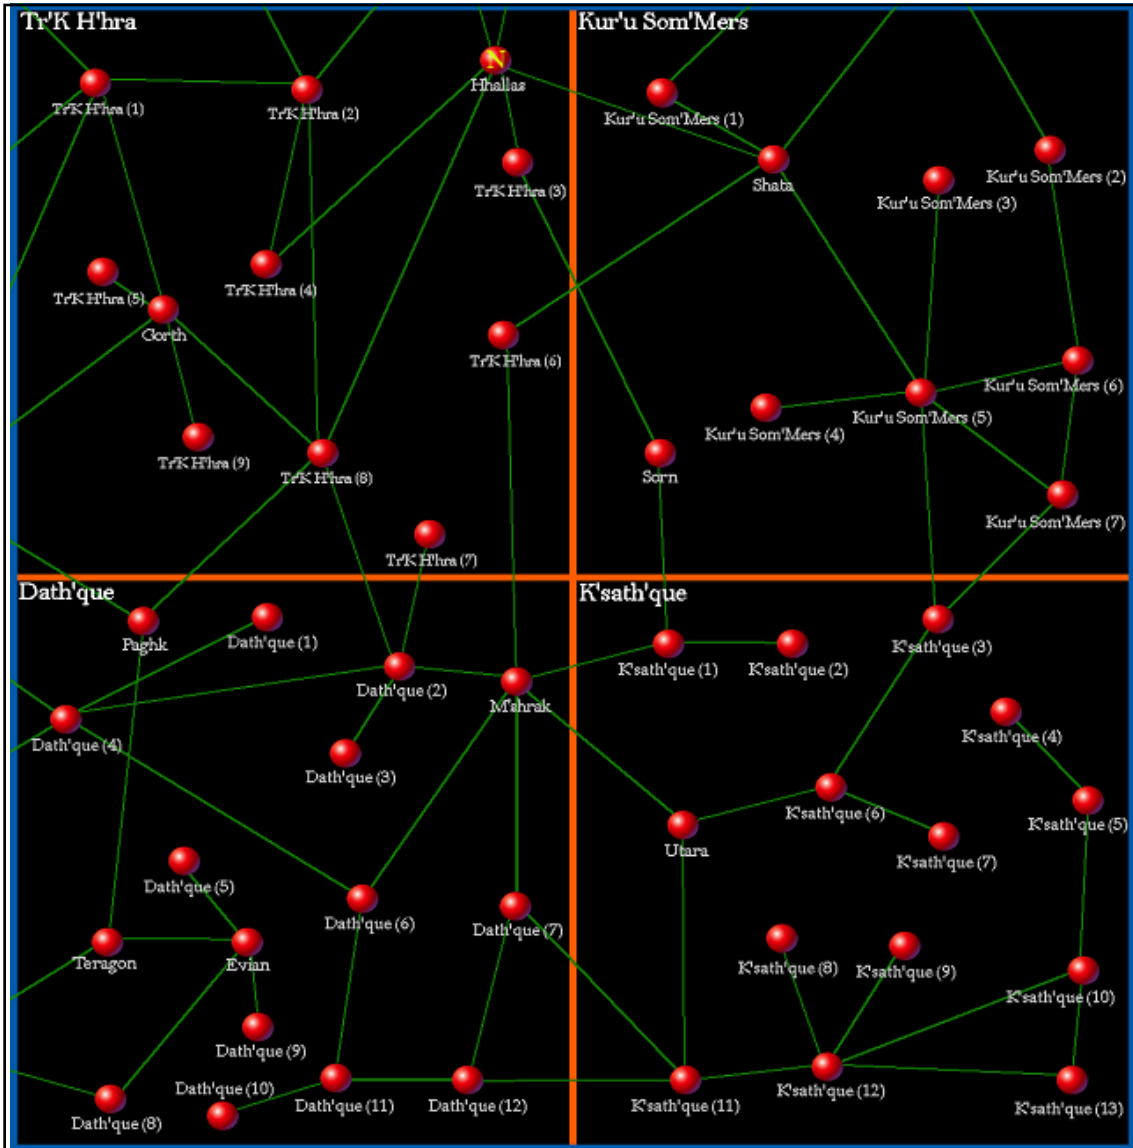 Tr'K H'hra
Kur'u Som'Mers
N
Hhallas
Tr'K H'hra (1)
Tr'K H'hra (2)
Kur'u Som'Mers (1)
Tr'K H'hra (3)
Shata
Kur'u Som'Mers (2)
Kur'u Som'Mers (3)
Tr'K H'hra (4)
Tr'K H'hra (5)
Gorth
Tr'K H'hra (6)
Kur'u Som'Mers (6)
Kur'u Som'Mers (5)
Kur'u Som'Mers (4)
Tr'K H'hra (9)
Tr'K H'hra (8)
Sorn
Kur'u Som'Mers (7)
Tr'K H'hra (7)
Dath'que
K'sath'que
Paghk
Dath'que (1)
K'sath'que (3)
K'sath'que (1)
K'sath'que (2)
Dath'que (2)
M'ahrak
Dath'que (4)
K'sath'que (4)
Dath'que (3)
K'sath'que (6)
K'sath'que (5)
Utara
K'sath'que (7)
Dath'que (5)
Dath'que (6)
Dath'que (7)
Teragon
Evian
K'sath'que (8)
K'sath'que (9)
K'sath'que (10)
Dath'que (9)
Dath'que (10)
K'sath'que (12)
Dath'que (11)
Dath'que (12)
K'sath'que (11)
K'sath'que (13)
Dath'que (8)